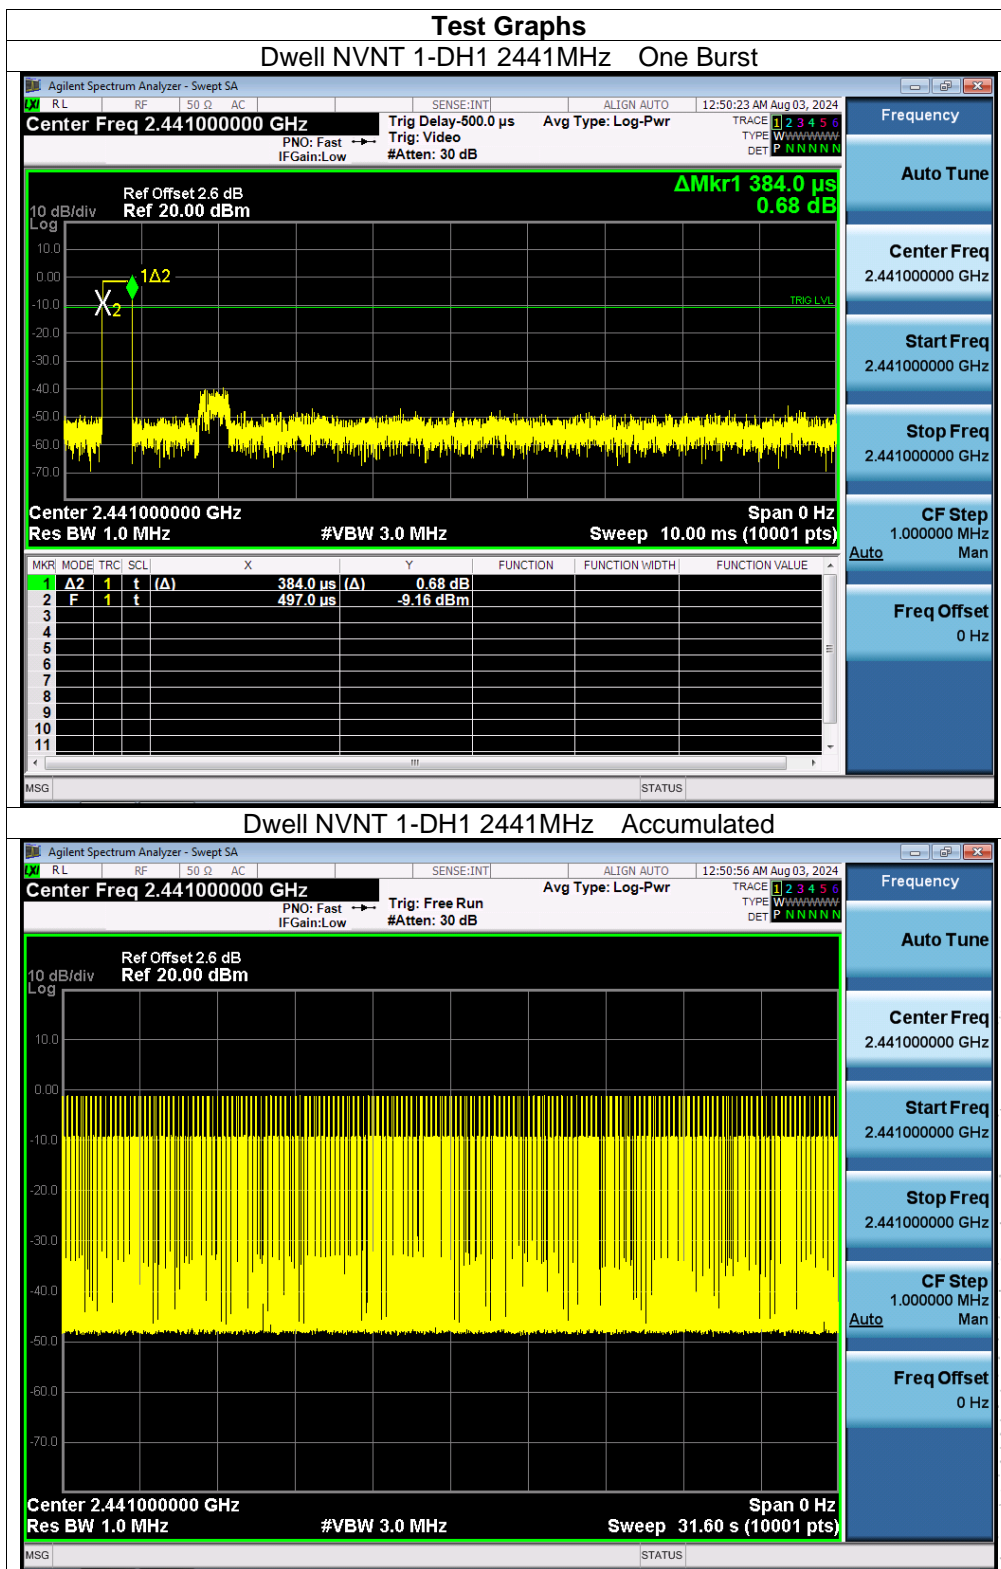 Test Graphs
Dwell NVNT 1-DH1 2441MHz One Burst
Agilent Spectrum Analyzer - Swept SA
LXI RL RF 50 Ω AC SENSE:INT ALIGN AUTO 12:50:23 AM Aug 03, 2024
Center Freq 2.441000000 GHz
PNO: Fast
IFGain:Low
Trig Delay-500.0 µs
Trig: Video
#Atten: 30 dB
Avg Type: Log-Pwr
TRACE 1 2 3 4 5 6
TYPE WWWWWW
DET P N N N N N
Frequency
Auto Tune
Center Freq
2.441000000 GHz
Start Freq
2.441000000 GHz
Stop Freq
2.441000000 GHz
CF Step
1.000000 MHz
Auto Man
Freq Offset
0 Hz
ΔMkr1 384.0 µs
0.68 dB
Ref Offset 2.6 dB
10 dB/div Ref 20.00 dBm
Log
10.0
0.00
-10.0
-20.0
-30.0
-40.0
-50.0
-60.0
-70.0
1Δ2
X2
TRIG LVL
Center 2.441000000 GHz Span 0 Hz
Res BW 1.0 MHz #VBW 3.0 MHz Sweep 10.00 ms (10001 pts)
MKR MODE TRC SCL X Y FUNCTION FUNCTION WIDTH FUNCTION VALUE
1 Δ2 1 t (Δ) 384.0 µs (Δ) 0.68 dB
2 F 1 t 497.0 µs -9.16 dBm
3
4
5
6
7
8
9
10
11
MSG STATUS
Dwell NVNT 1-DH1 2441MHz Accumulated
Agilent Spectrum Analyzer - Swept SA
LXI RL RF 50 Ω AC SENSE:INT ALIGN AUTO 12:50:56 AM Aug 03, 2024
Center Freq 2.441000000 GHz
PNO: Fast
IFGain:Low
Trig: Free Run
#Atten: 30 dB
Avg Type: Log-Pwr
TRACE 1 2 3 4 5 6
TYPE WWWWWW
DET P N N N N N
Frequency
Auto Tune
Center Freq
2.441000000 GHz
Start Freq
2.441000000 GHz
Stop Freq
2.441000000 GHz
CF Step
1.000000 MHz
Auto Man
Freq Offset
0 Hz
Ref Offset 2.6 dB
10 dB/div Ref 20.00 dBm
Log
10.0
0.00
-10.0
-20.0
-30.0
-40.0
-50.0
-60.0
-70.0
Center 2.441000000 GHz Span 0 Hz
Res BW 1.0 MHz #VBW 3.0 MHz Sweep 31.60 s (10001 pts)
MSG STATUS